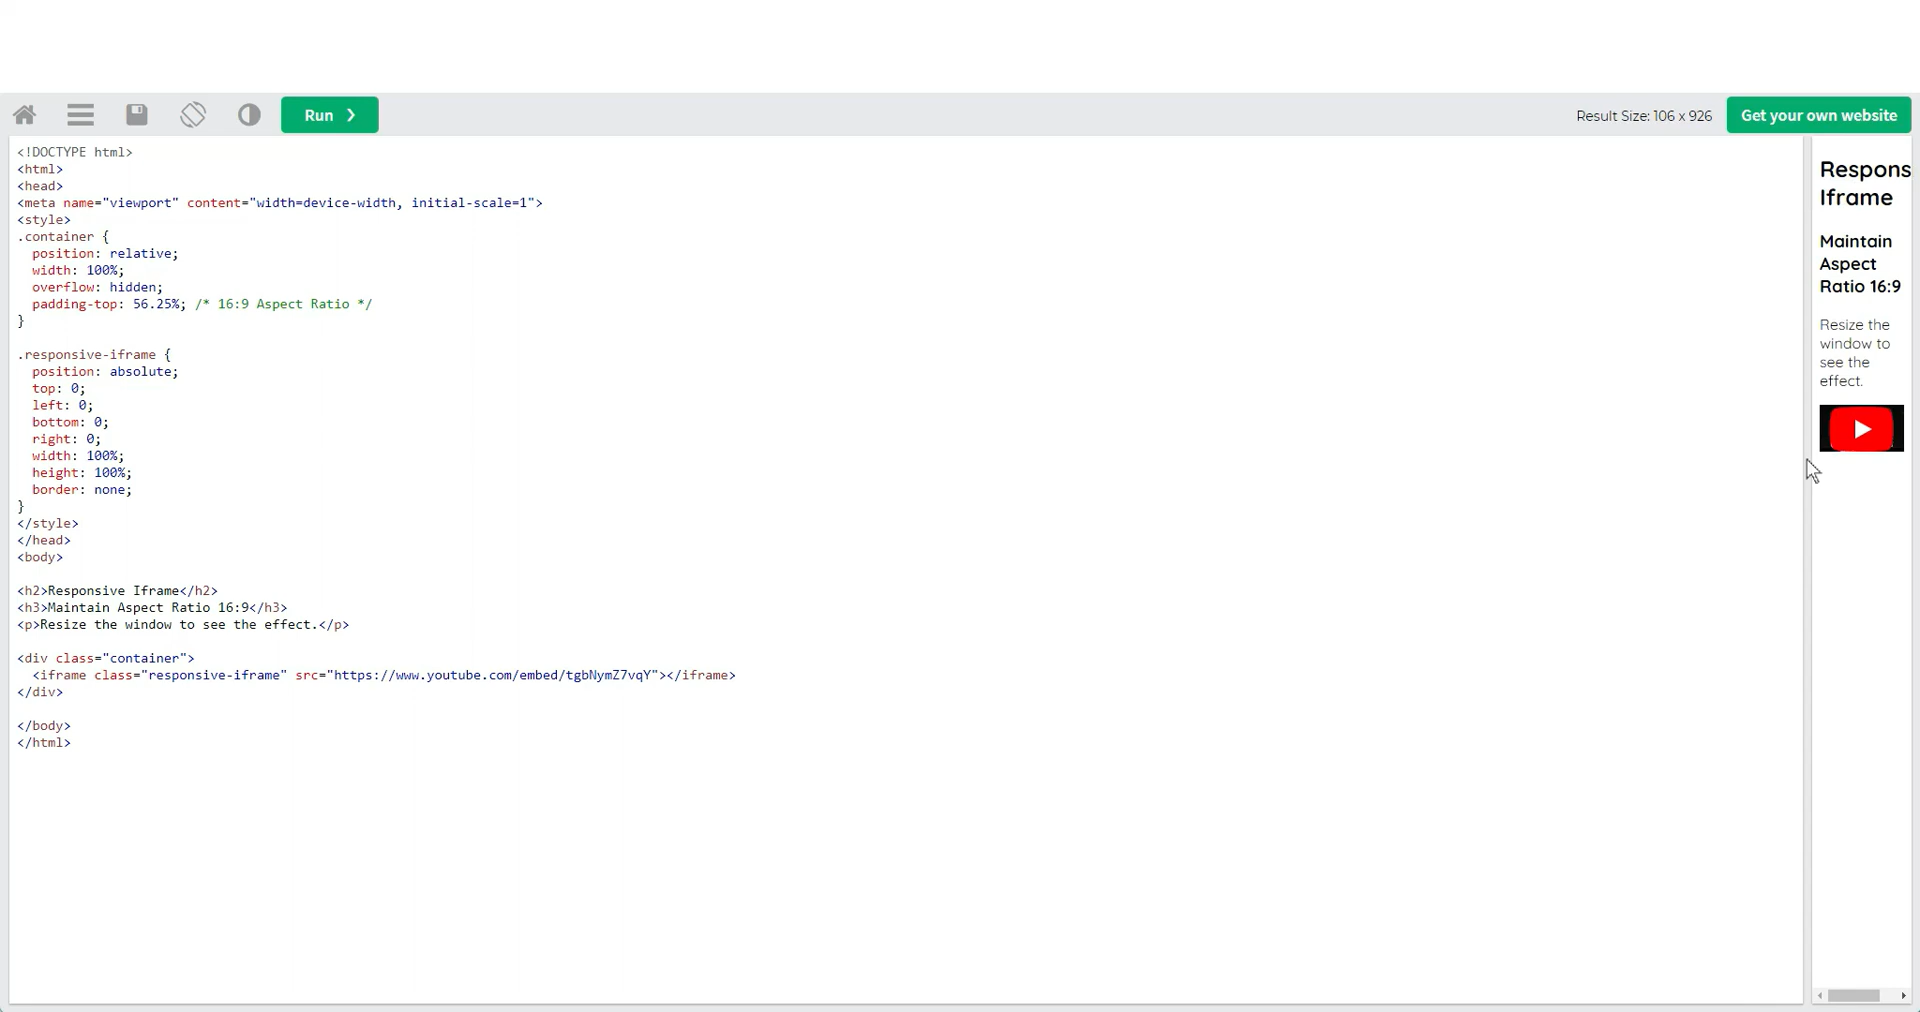 Run ❯
Result Size: 106 x 926
Get your own website
<!DOCTYPE html>
<html>
<head>
<meta name="viewport" content="width=device-width, initial-scale=1">
<style>
.container {
  position: relative;
  width: 100%;
  overflow: hidden;
  padding-top: 56.25%; /* 16:9 Aspect Ratio */
}

.responsive-iframe {
  position: absolute;
  top: 0;
  left: 0;
  bottom: 0;
  right: 0;
  width: 100%;
  height: 100%;
  border: none;
}
</style>
</head>
<body>

<h2>Responsive Iframe</h2>
<h3>Maintain Aspect Ratio 16:9</h3>
<p>Resize the window to see the effect.</p>

<div class="container">
  <iframe class="responsive-iframe" src="https://www.youtube.com/embed/tgbNymZ7vqY"></iframe>
</div>

</body>
</html>
Respons
Iframe
Maintain
Aspect
Ratio 16:9
Resize the
window to
see the
effect.